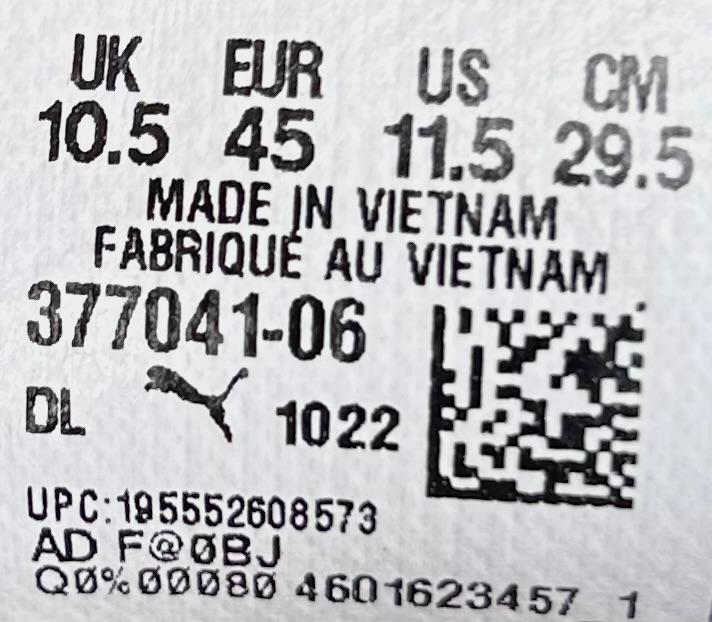 UK EUR US CM
10.5 45 11.5 29.5
MADE IN VIETNAM
FABRIQUÉ AU VIETNAM
377041-06
DL 1022
UPC:195552608573
AD F@0BJ
Q0%00080 4601623457 1